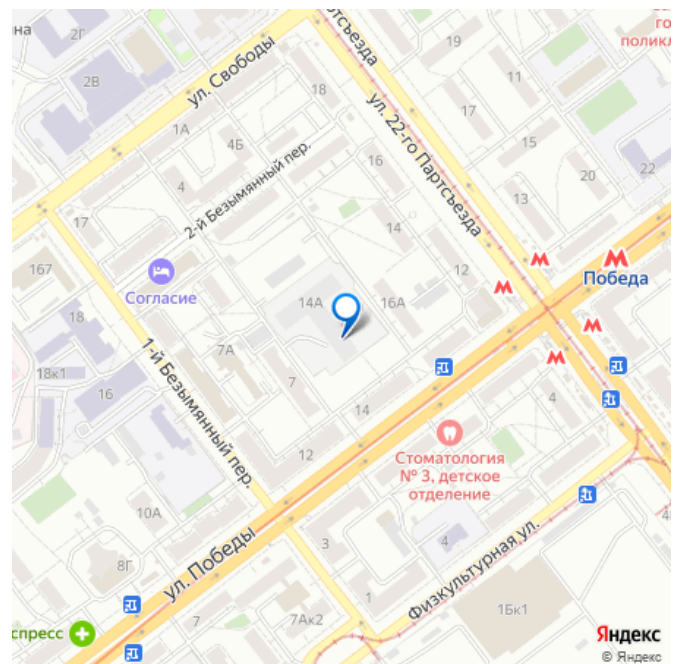 на
2Г
ул. Свободы
ртсъезда
19
го
поликл
2В
11
18
17
1А
4Б
2-й Безымянный пер.
ул. 22-го Партсъезда
16
15
4
20
22
13
17
14
12
Победа
167
Согласие
14А
16А
18
7А
18к1
1-й Безымянный пер.
7
16
14
4
Стоматология
№ 3, детское
отделение
12
10А
ул. Победы
3
4
Физкультурная ул.
4
8Г
1
1Бк1
7
7Ак2
спресс
Яндекс
© Яндекс